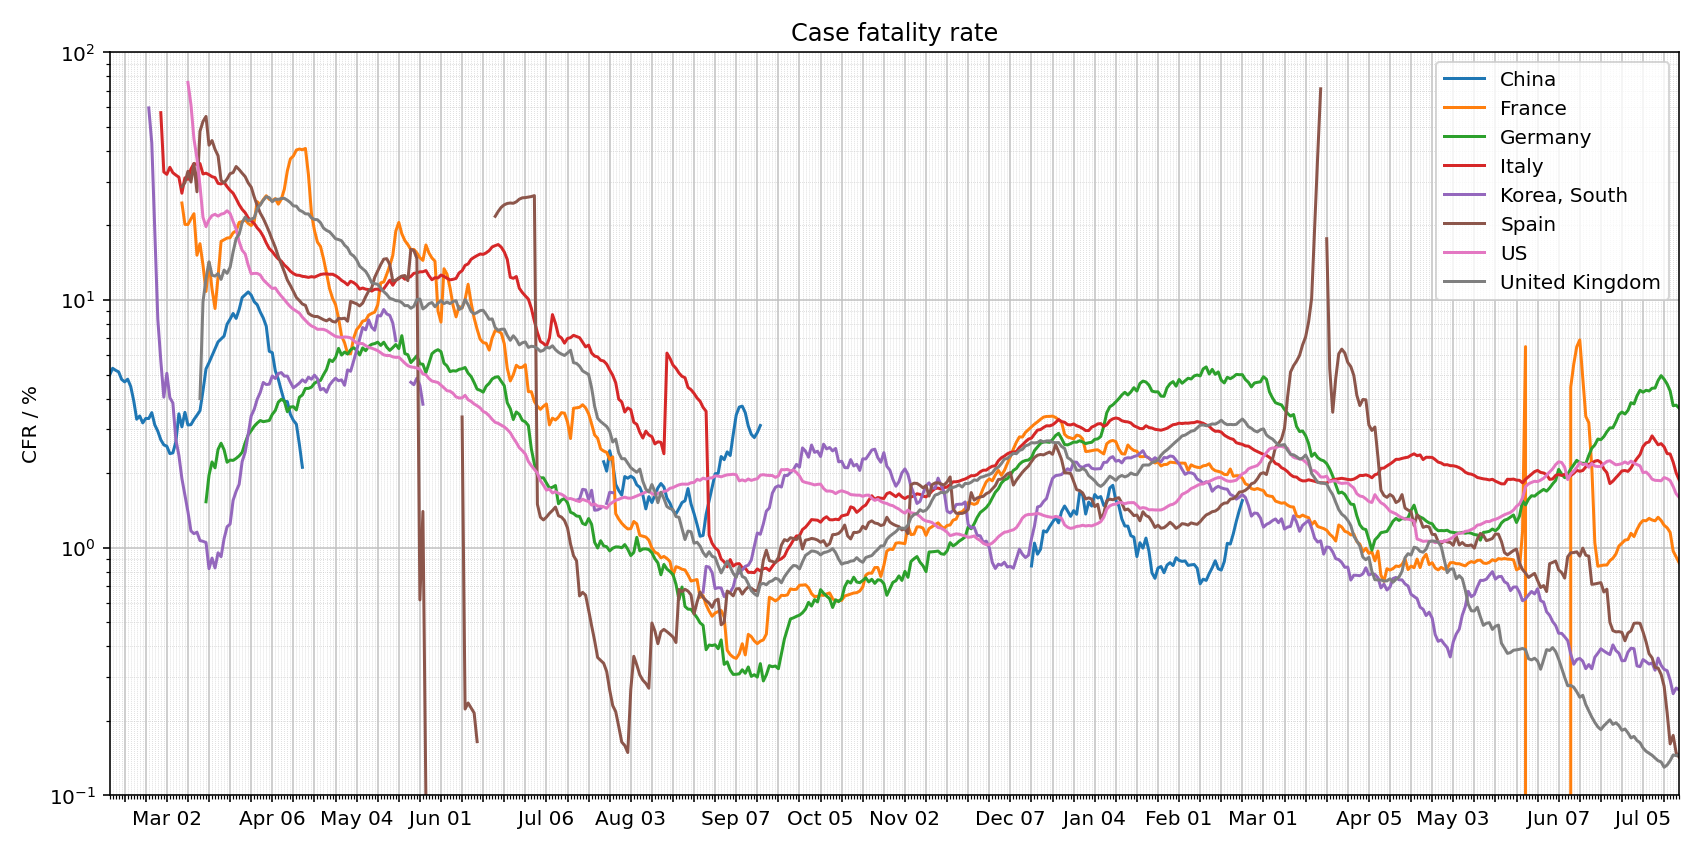 Case fatality rate
CFR / %
10²
10¹
10⁰
10⁻¹
China
France
Germany
Italy
Korea, South
Spain
US
United Kingdom
Mar 02 Apr 06 May 04 Jun 01 Jul 06 Aug 03 Sep 07 Oct 05 Nov 02 Dec 07 Jan 04 Feb 01 Mar 01 Apr 05 May 03 Jun 07 Jul 05